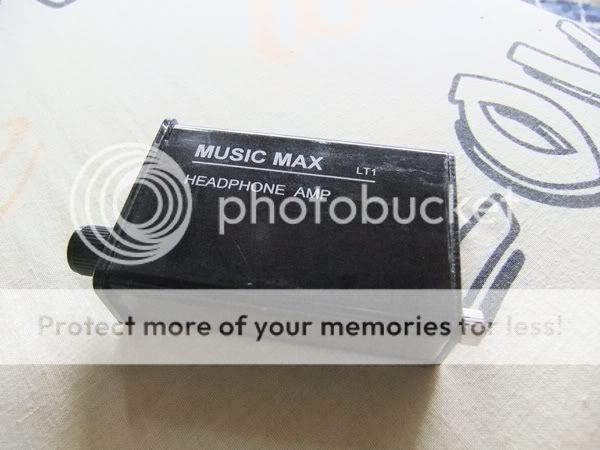 MUSIC MAX LT1
HEADPHONE AMP
photobucket
Protect more of your memories for less!